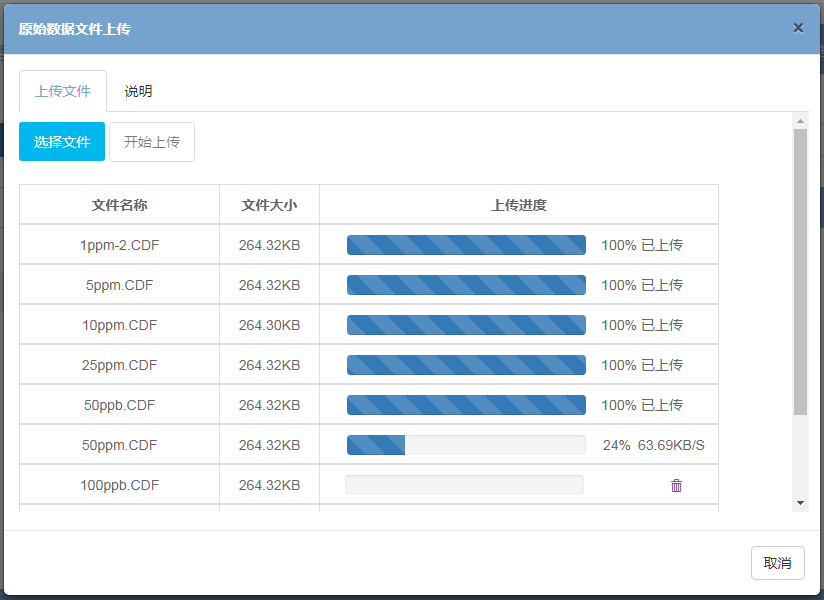 原始数据文件上传 ×
上传文件 说明
选择文件 开始上传
文件名称 文件大小 上传进度
1ppm-2.CDF 264.32KB 100% 已上传
5ppm.CDF 264.32KB 100% 已上传
10ppm.CDF 264.30KB 100% 已上传
25ppm.CDF 264.32KB 100% 已上传
50ppb.CDF 264.32KB 100% 已上传
50ppm.CDF 264.32KB 24% 63.69KB/S
100ppb.CDF 264.32KB
取消